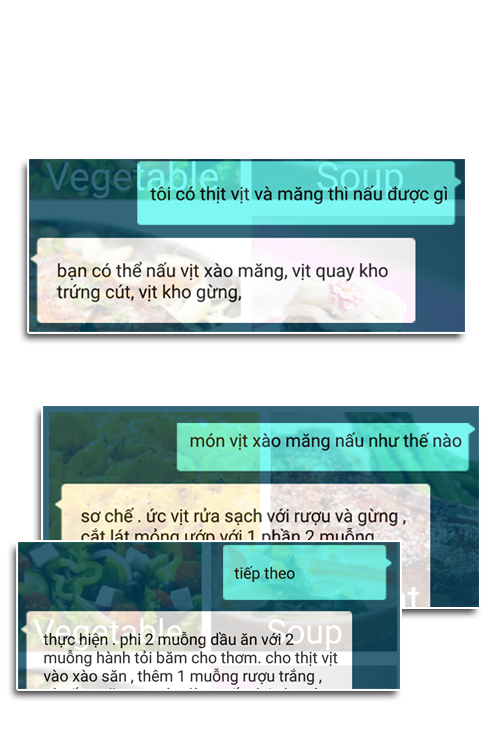 Vegetable Soup
tôi có thịt vịt và măng thì nấu được gì
bạn có thể nấu vịt xào măng, vịt quay kho
trứng cút, vịt kho gừng,
món vịt xào măng nấu như thế nào
sơ chế . ức vịt rửa sạch với rượu và gừng ,
cắt lát mỏng ướp với 1 phần 2 muỗng
tiếp theo
Vegetable Soup
thực hiện . phi 2 muỗng dầu ăn với 2
muỗng hành tỏi băm cho thơm. cho thịt vịt
vào xào săn , thêm 1 muỗng rượu trắng ,